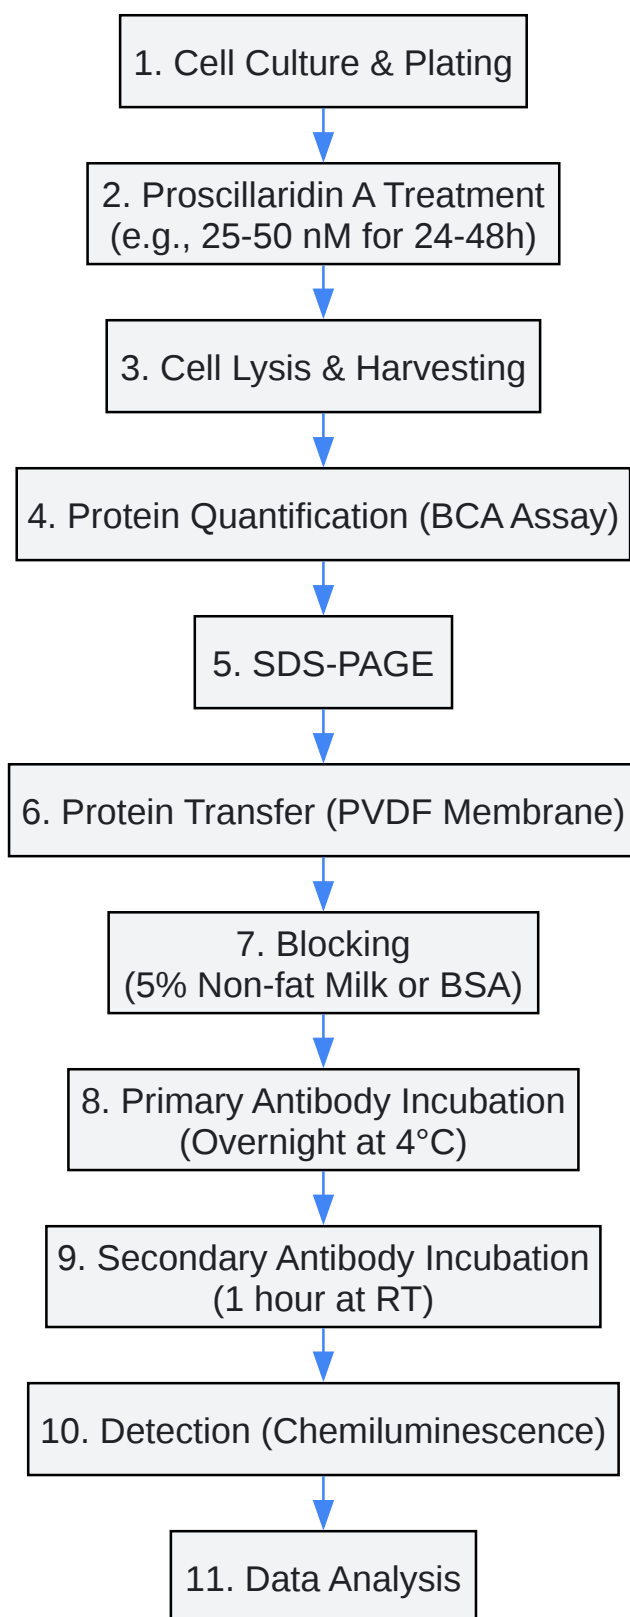 1. Cell Culture & Plating
2. Proscillaridin A Treatment
(e.g., 25-50 nM for 24-48h)
3. Cell Lysis & Harvesting
4. Protein Quantification (BCA Assay)
5. SDS-PAGE
6. Protein Transfer (PVDF Membrane)
7. Blocking
(5% Non-fat Milk or BSA)
8. Primary Antibody Incubation
(Overnight at 4°C)
9. Secondary Antibody Incubation
(1 hour at RT)
10. Detection (Chemiluminescence)
11. Data Analysis